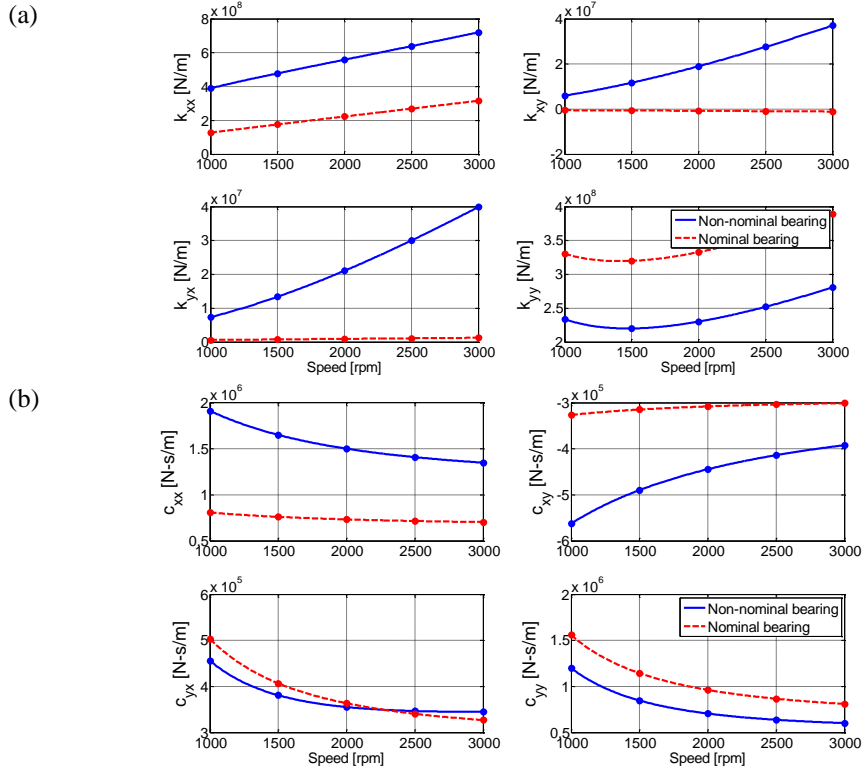 (a)
8 x 10^8
6
4
2
0
k_xx [N/m]
1000 1500 2000 2500 3000
4 x 10^7
2
0
-2
k_xy [N/m]
1000 1500 2000 2500 3000
4 x 10^7
3
2
1
0
k_yx [N/m]
1000 1500 2000 2500 3000
Speed [rpm]
4 x 10^8
3.5
3
2.5
2
k_yy [N/m]
Non-nominal bearing
Nominal bearing
1000 1500 2000 2500 3000
Speed [rpm]
(b)
2 x 10^6
1.5
1
0.5
c_xx [N-s/m]
1000 1500 2000 2500 3000
-3 x 10^5
-4
-5
-6
c_xy [N-s/m]
1000 1500 2000 2500 3000
6 x 10^5
5
4
3
c_yx [N-s/m]
1000 1500 2000 2500 3000
Speed [rpm]
2 x 10^6
1.5
1
0.5
c_yy [N-s/m]
Non-nominal bearing
Nominal bearing
1000 1500 2000 2500 3000
Speed [rpm]